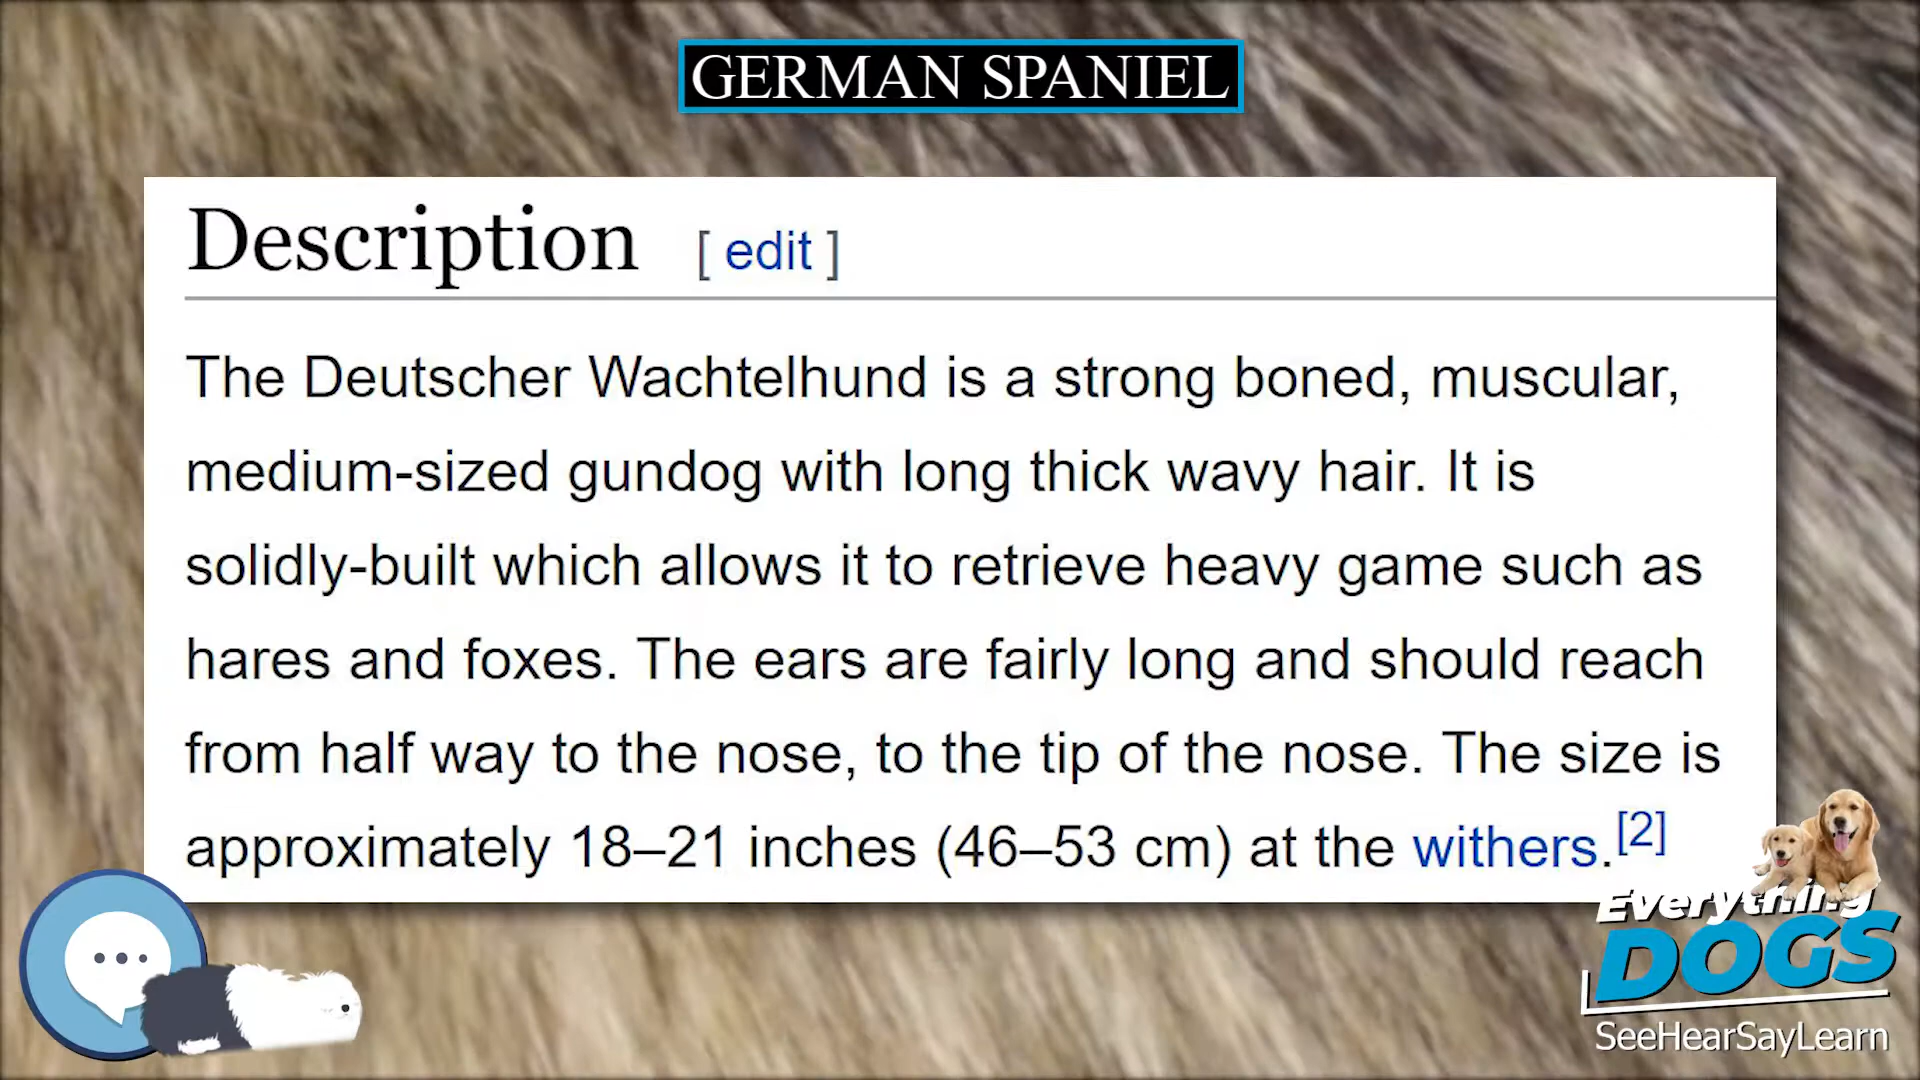 GERMAN SPANIEL
Description [ edit ]
The Deutscher Wachtelhund is a strong boned, muscular,
medium-sized gundog with long thick wavy hair. It is
solidly-built which allows it to retrieve heavy game such as
hares and foxes. The ears are fairly long and should reach
from half way to the nose, to the tip of the nose. The size is
approximately 18–21 inches (46–53 cm) at the withers.[2]
Everything
DOGS
SeeHearSayLearn